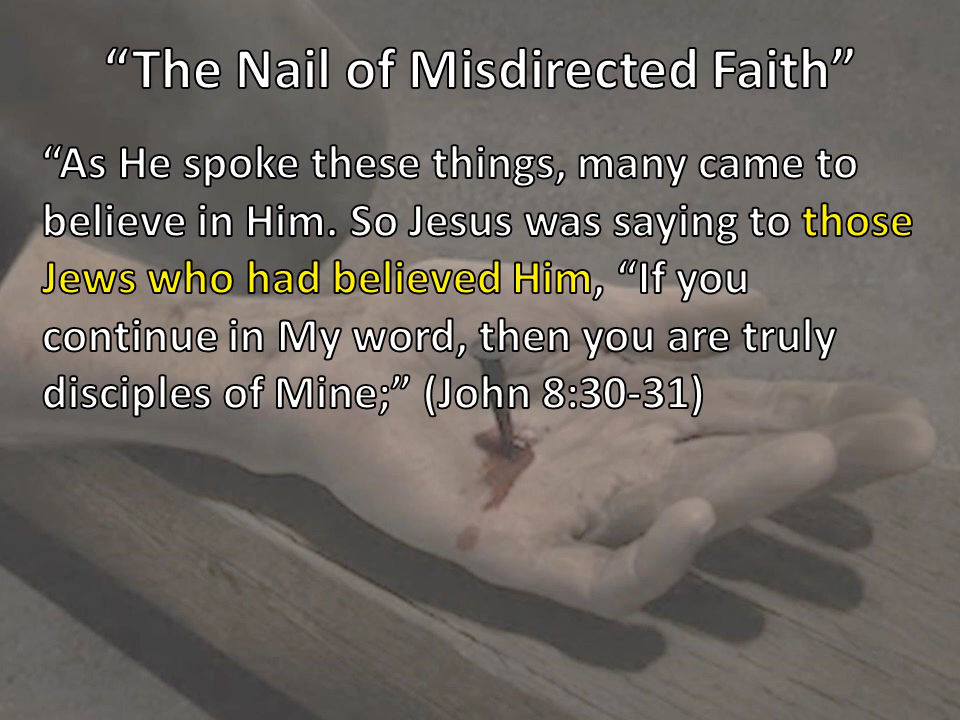 “The Nail of Misdirected Faith”
“As He spoke these things, many came to
believe in Him. So Jesus was saying to those
Jews who had believed Him, “If you
continue in My word, then you are truly
disciples of Mine;” (John 8:30-31)